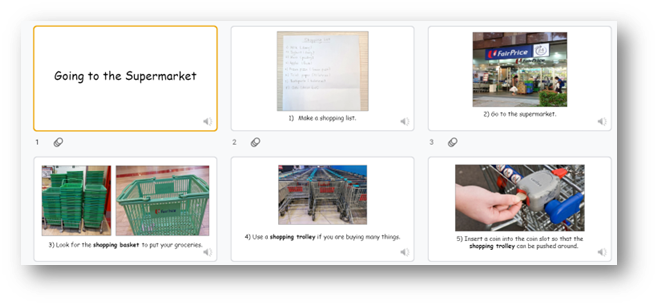 Going to the Supermarket
1) Make a shopping list.
FairPrice
2) Go to the supermarket.
1
2
3
3) Look for the shopping basket to put your groceries.
4) Use a shopping trolley if you are buying many things.
5) Insert a coin into the coin slot so that the
shopping trolley can be pushed around.